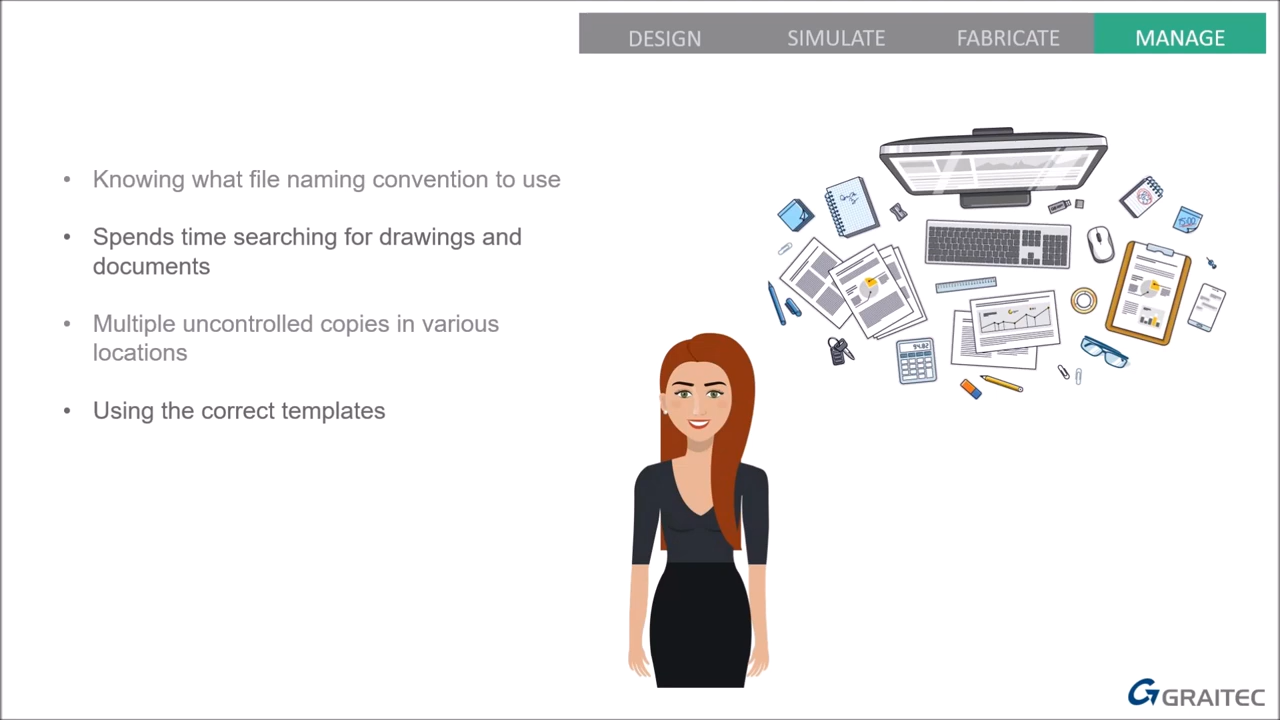 DESIGN SIMULATE FABRICATE MANAGE
Knowing what file naming convention to use
• Spends time searching for drawings and
documents
• Multiple uncontrolled copies in various
locations
• Using the correct templates
GRAITEC